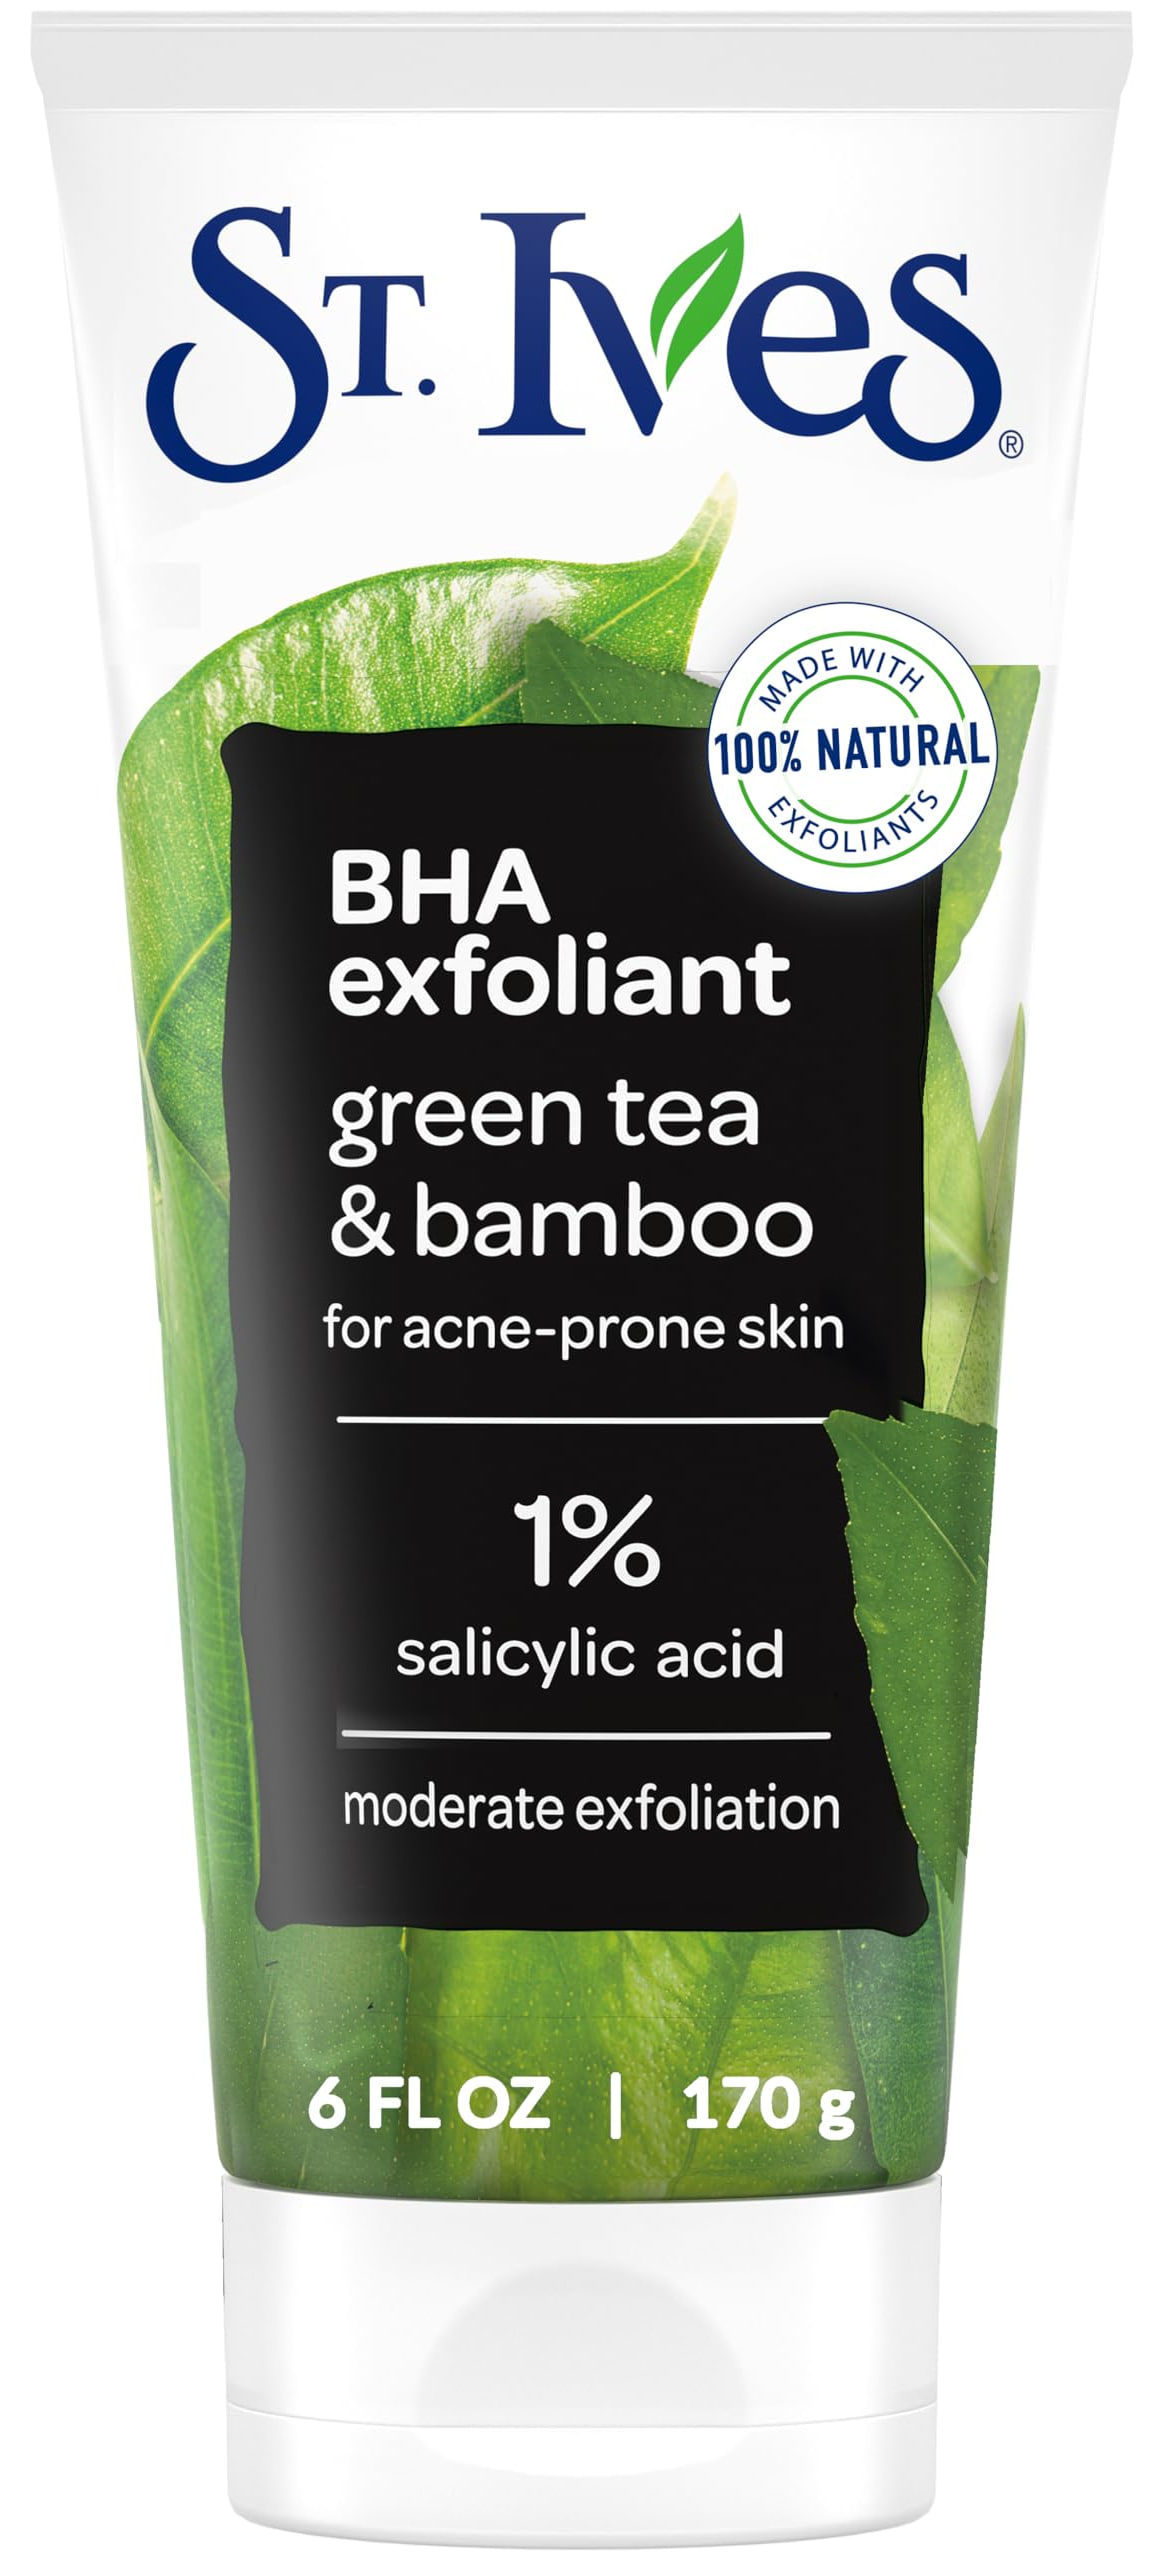 St. Ives®
MADE WITH
100% NATURAL
EXFOLIANTS
BHA
exfoliant
green tea
& bamboo
for acne-prone skin
1%
salicylic acid
moderate exfoliation
6 FL OZ | 170 g